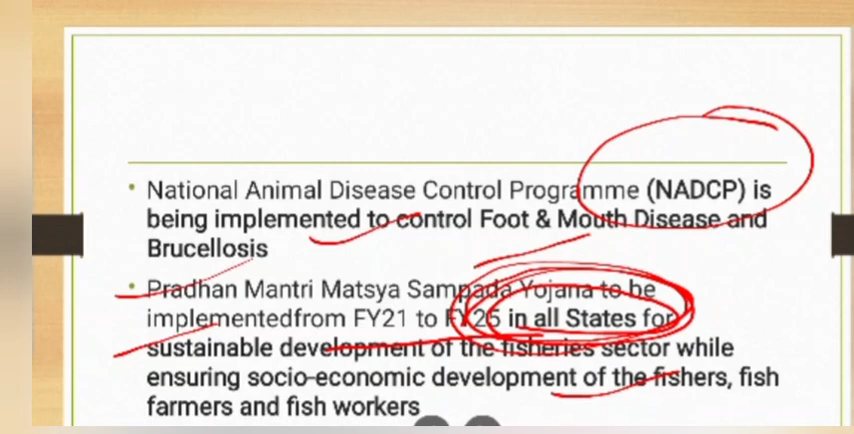 • National Animal Disease Control Programme (NADCP) is
being implemented to control Foot & Mouth Disease and
Brucellosis
• Pradhan Mantri Matsya Sampada Yojana to be
implementedfrom FY21 to FY25 in all States for
sustainable development of the fisheries sector while
ensuring socio-economic development of the fishers, fish
farmers and fish workers